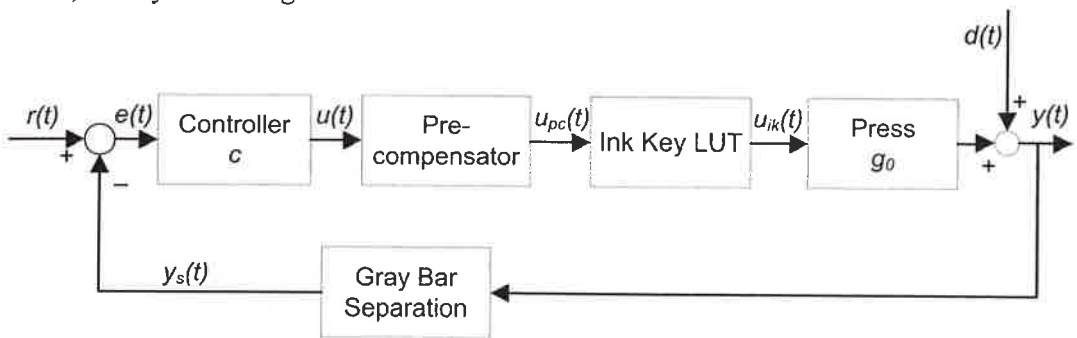 d(t)
r(t)
e(t)
Controller
c
u(t)
Pre-
compensator
u_pc(t)
Ink Key LUT
u_ik(t)
Press
g_0
+
y(t)
+
+
−
y_s(t)
Gray Bar
Separation